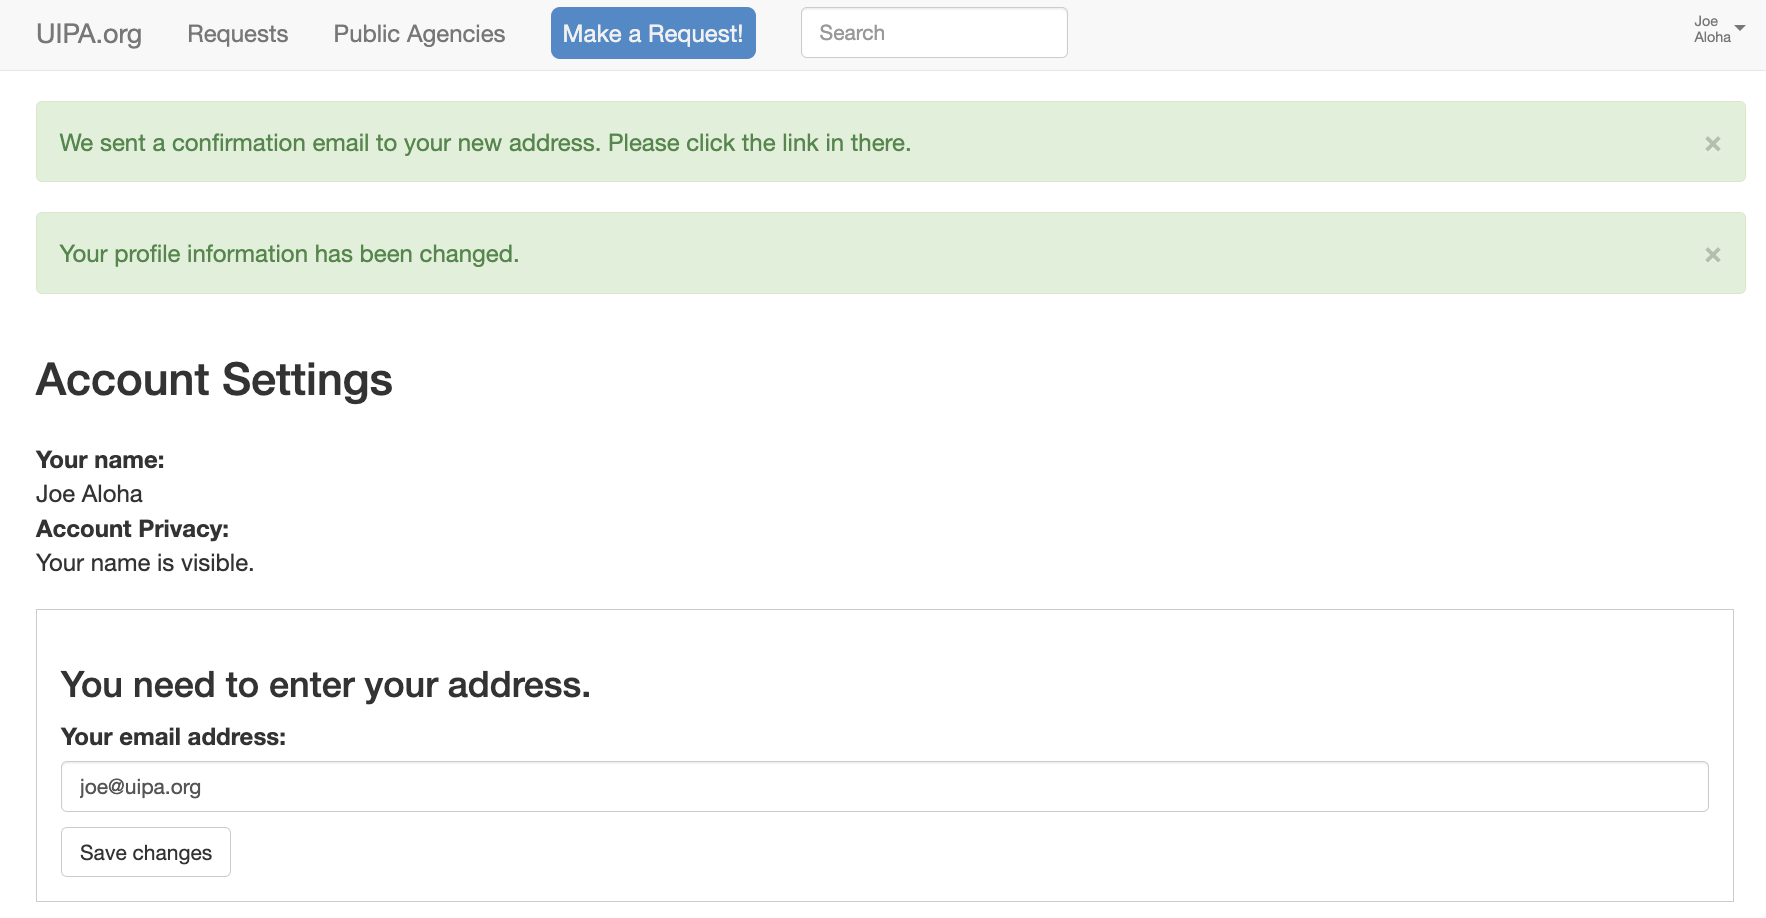 UIPA.org Requests Public Agencies Make a Request! Search Joe Aloha
We sent a confirmation email to your new address. Please click the link in there. ×
Your profile information has been changed. ×
Account Settings
Your name:
Joe Aloha
Account Privacy:
Your name is visible.
You need to enter your address.
Your email address:
joe@uipa.org
Save changes